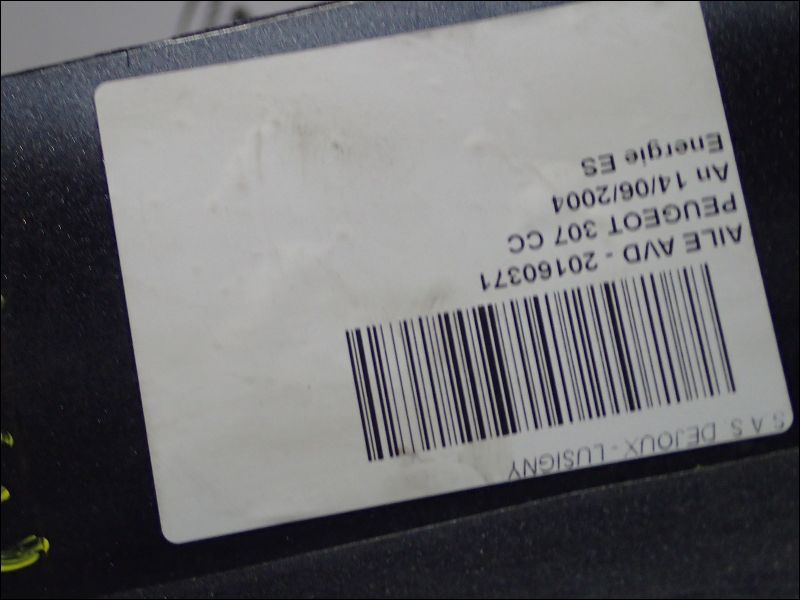 S.A.S. DEJOUX - LUSIGNY
AILE AVD - 20160371
PEUGEOT 307 CC
An 14/06/2004
Energie ES